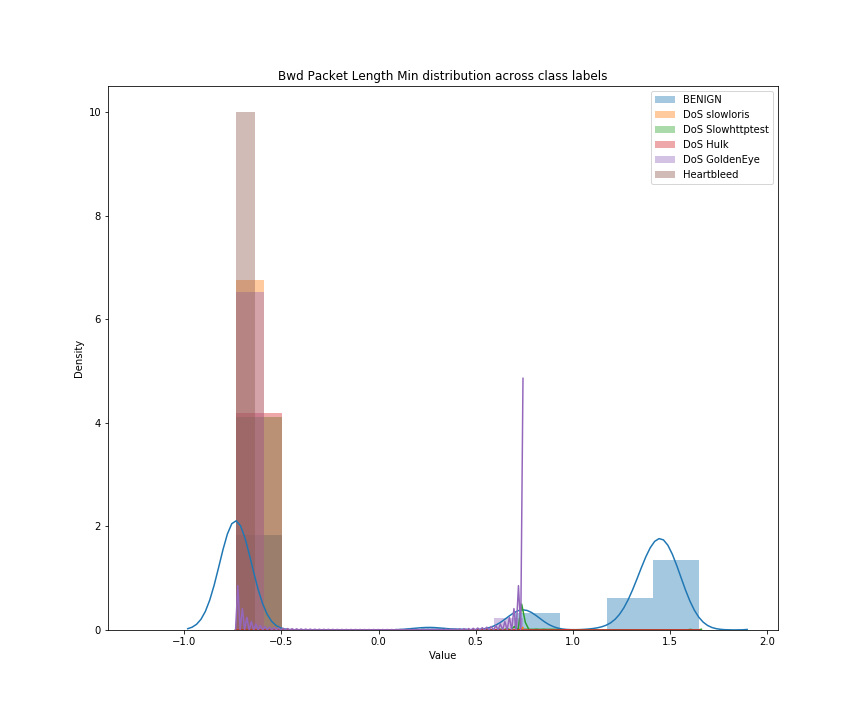 Bwd Packet Length Min distribution across class labels
BENIGN
DoS slowloris
DoS Slowhttptest
DoS Hulk
DoS GoldenEye
Heartbleed
Density
10
8
6
4
2
0
−1.0 −0.5 0.0 0.5 1.0 1.5 2.0
Value